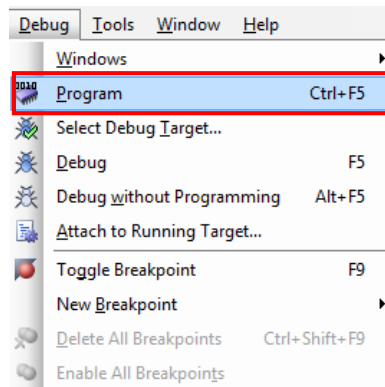 Debug Tools Window Help
Windows
0010
Program Ctrl+F5
Select Debug Target...
Debug F5
Debug without Programming Alt+F5
Attach to Running Target...
Toggle Breakpoint F9
New Breakpoint
Delete All Breakpoints Ctrl+Shift+F9
Enable All Breakpoints